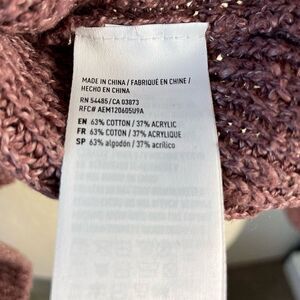 MADE IN CHINA / FABRIQUÉ EN CHINE /
HECHO EN CHINA
RN 54485/CA 03873
RFC# AEM120605U9A
EN 63% COTTON / 37% ACRYLIC
FR 63% COTON / 37% ACRYLIQUE
SP 63% algodón / 37% acrílico